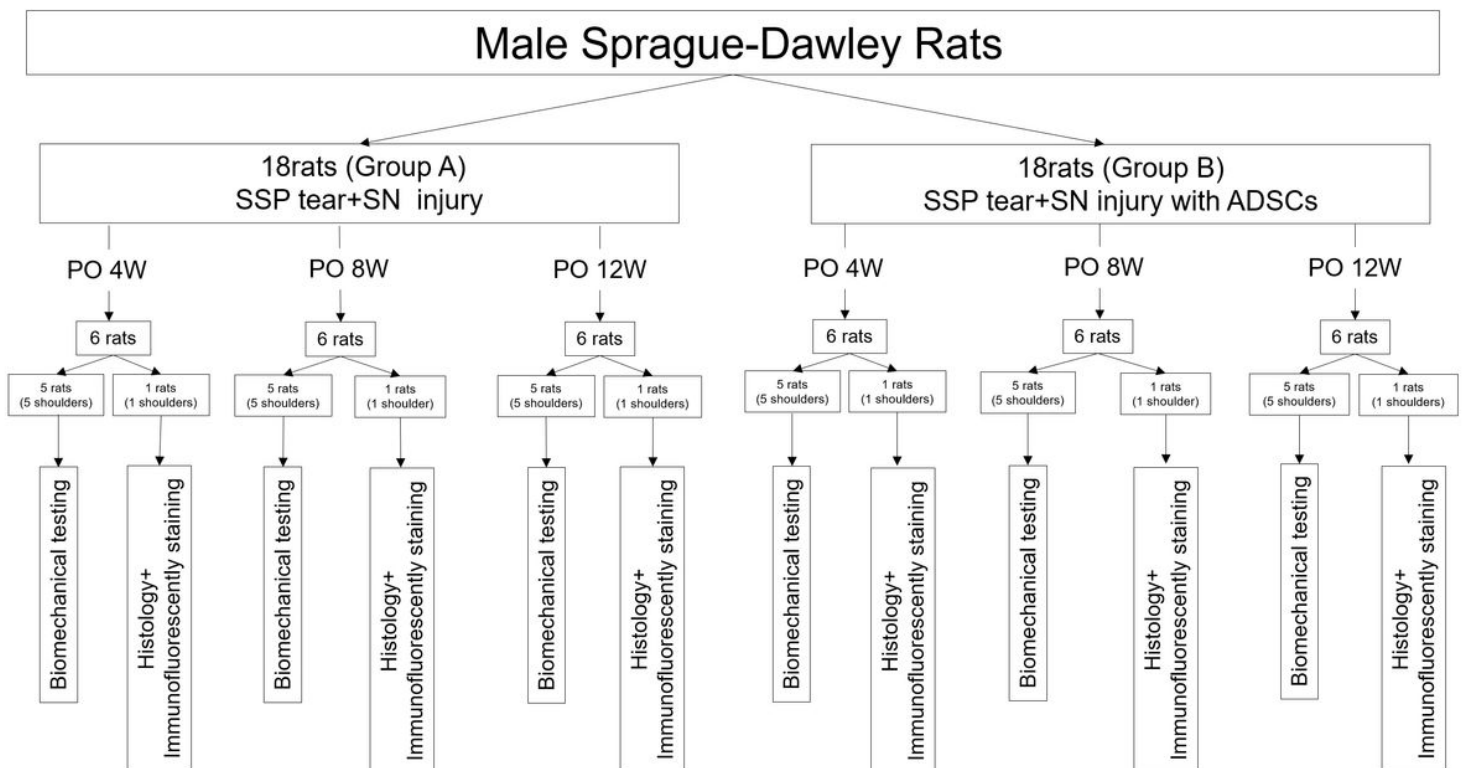 Male Sprague-Dawley Rats
18rats (Group A)
SSP tear+SN injury
18rats (Group B)
SSP tear+SN injury with ADSCs
PO 4W
PO 8W
PO 12W
PO 4W
PO 8W
PO 12W
6 rats
6 rats
6 rats
6 rats
6 rats
6 rats
5 rats
(5 shoulders)
1 rats
(1 shoulders)
5 rats
(5 shoulders)
1 rats
(1 shoulder)
5 rats
(5 shoulders)
1 rats
(1 shoulders)
5 rats
(5 shoulders)
1 rats
(1 shoulders)
5 rats
(5 shoulders)
1 rats
(1 shoulder)
5 rats
(5 shoulders)
1 rats
(1 shoulders)
Biomechanical testing
Histology+
Immunofluorescently staining
Biomechanical testing
Histology+
Immunofluorescently staining
Biomechanical testing
Histology+
Immunofluorescently staining
Biomechanical testing
Histology+
Immunofluorescently staining
Biomechanical testing
Histology+
Immunofluorescently staining
Biomechanical testing
Histology+
Immunofluorescently staining